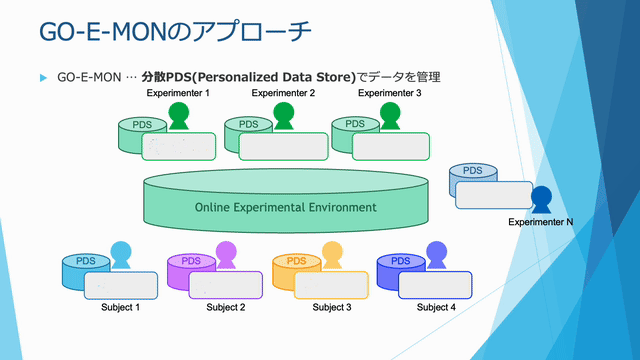 GO-E-MONのアプローチ
GO-E-MON … 分散PDS(Personalized Data Store)でデータを管理
Experimenter 1
Experimenter 2
Experimenter 3
PDS
PDS
PDS
PDS
Online Experimental Environment
Experimenter N
PDS
PDS
PDS
PDS
Subject 1
Subject 2
Subject 3
Subject 4